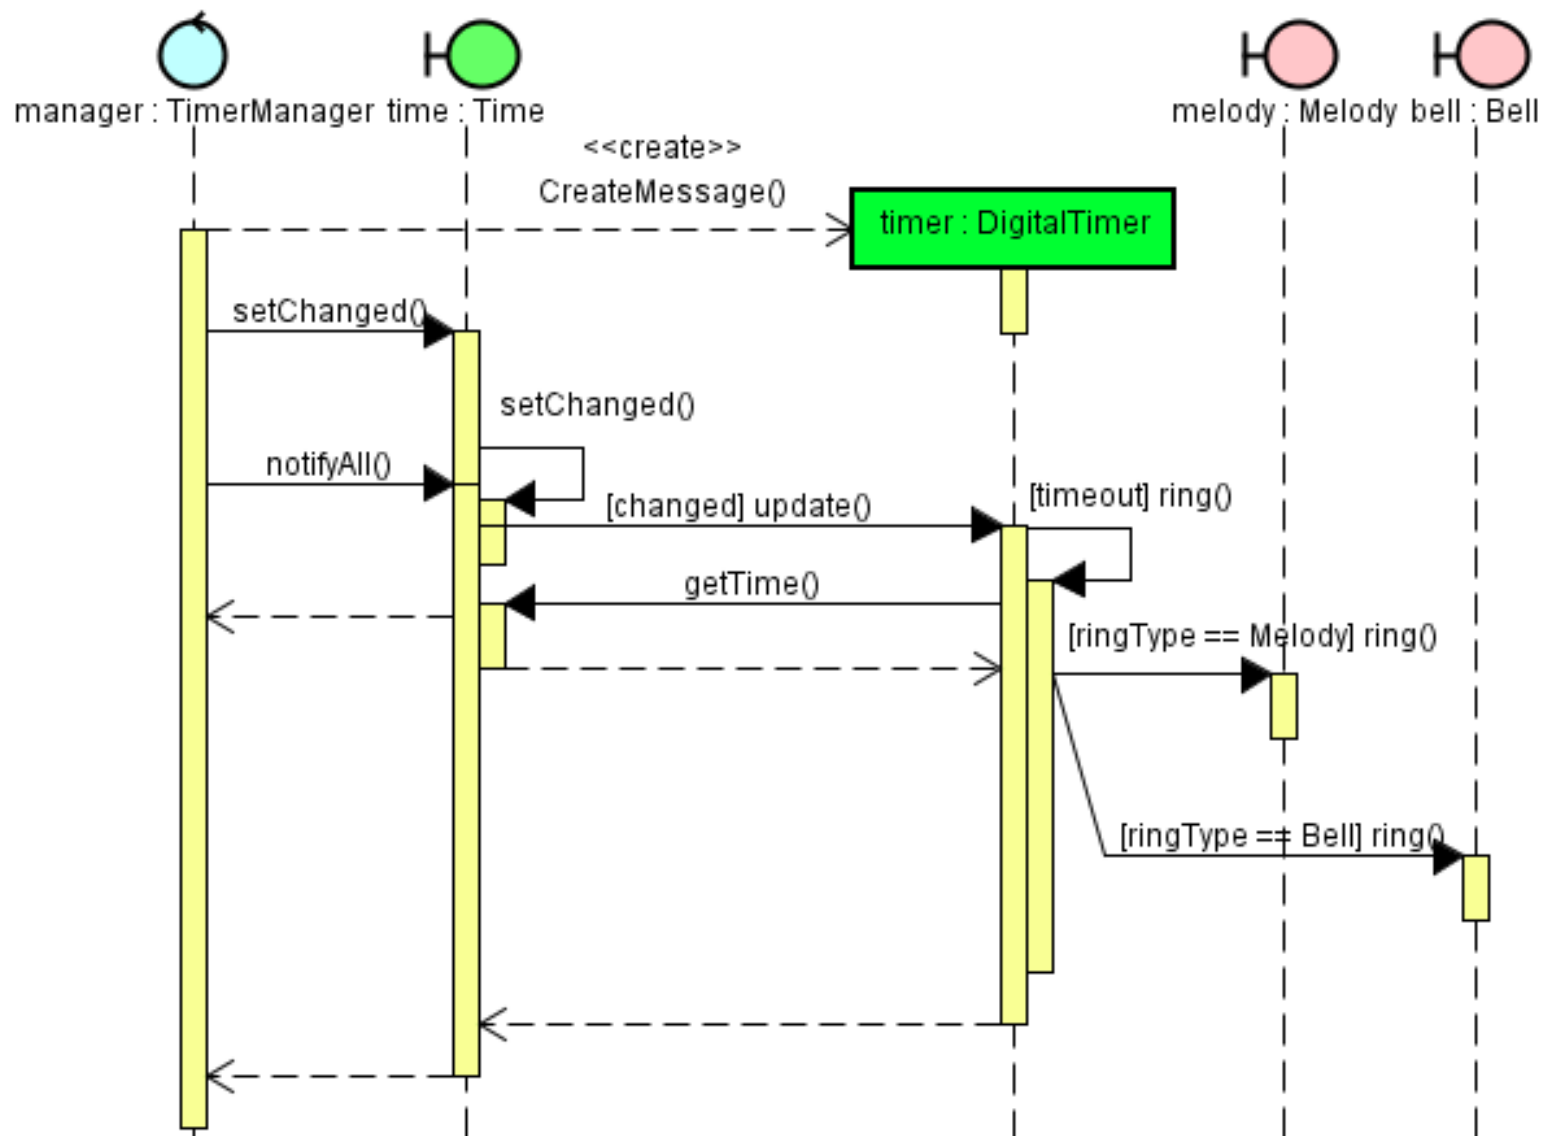 manager : TimerManager
time : Time
melody : Melody
bell : Bell
<<create>>
CreateMessage()
timer : DigitalTimer
setChanged()
setChanged()
notifyAll()
[changed] update()
[timeout] ring()
getTime()
[ringType == Melody] ring()
[ringType == Bell] ring()